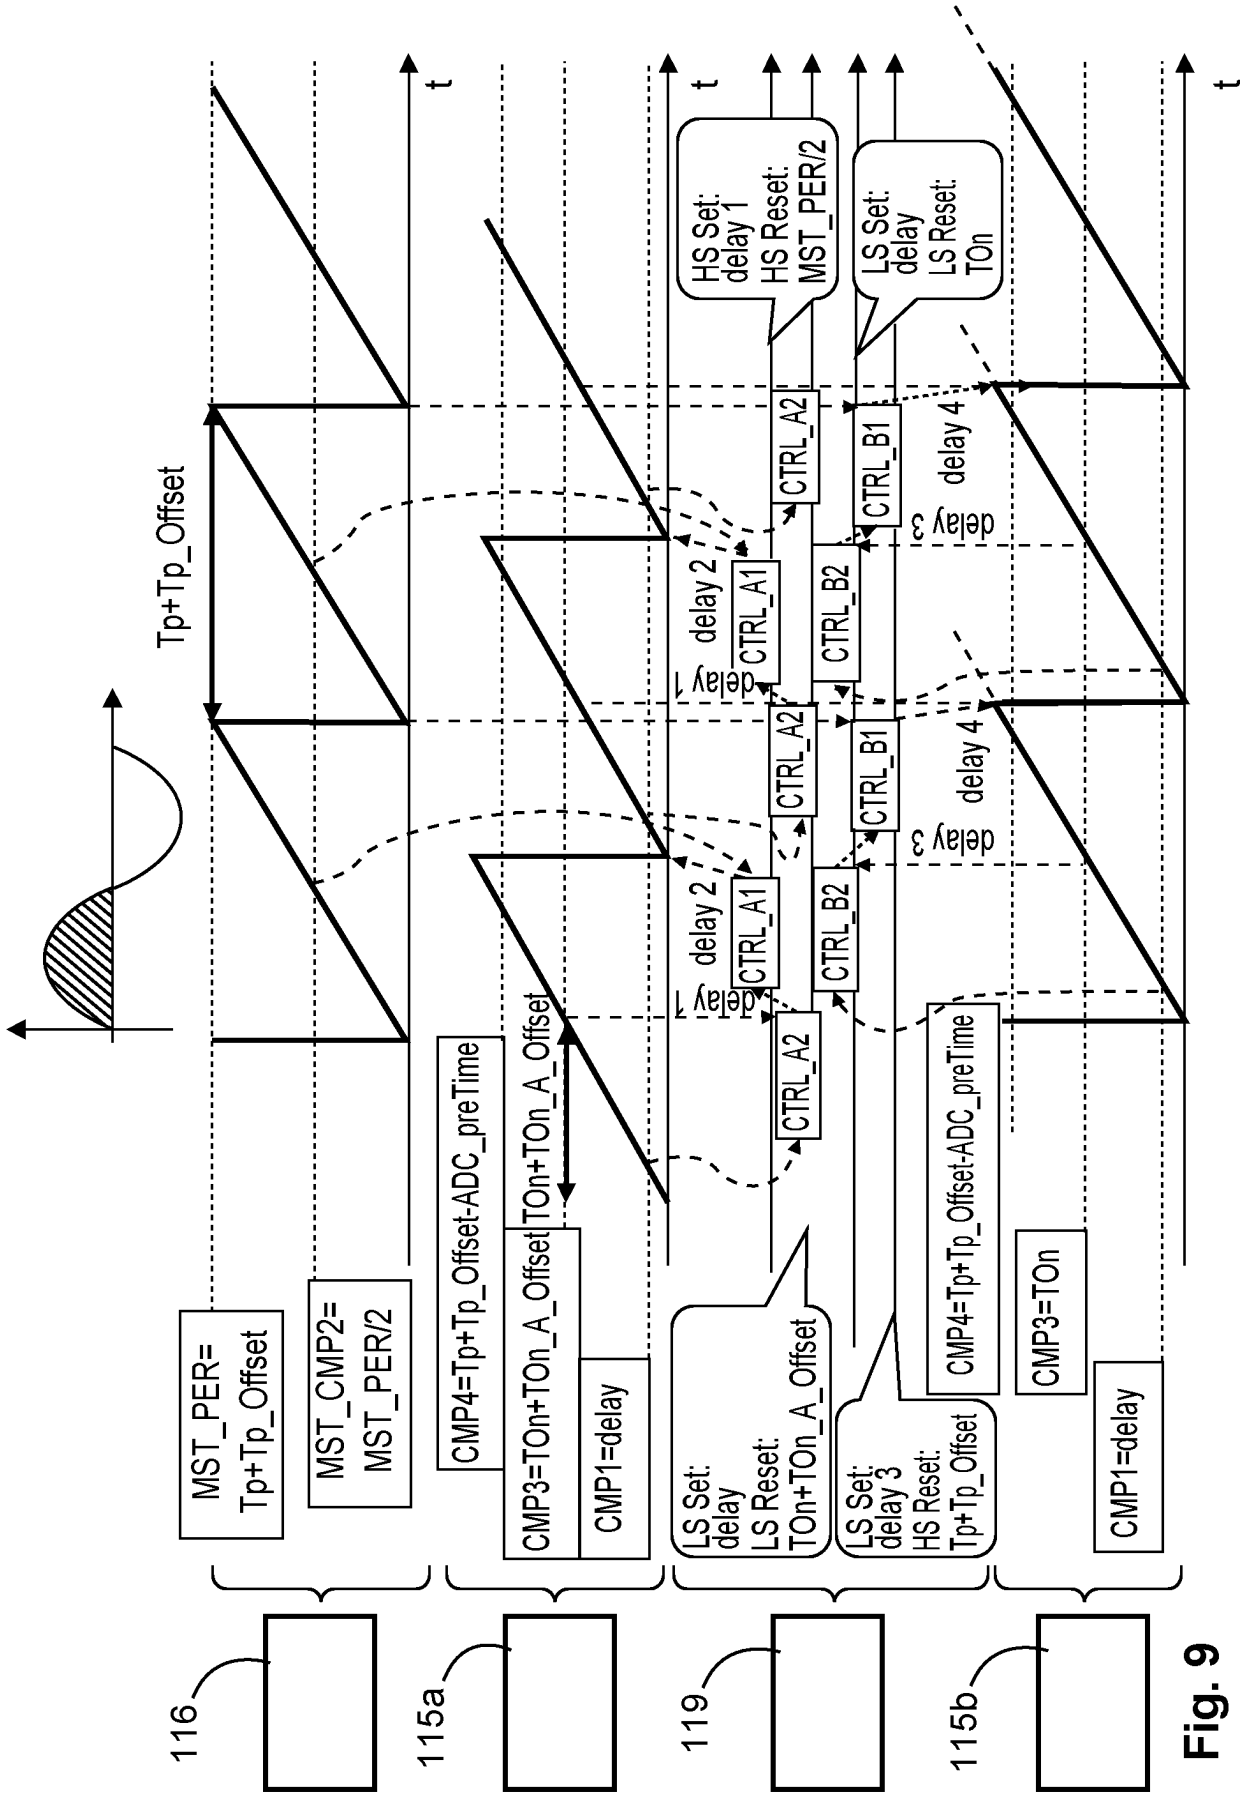 Tp+Tp_Offset
116
MST_PER=
Tp+Tp_Offset
MST_CMP2=
MST_PER/2
t
115a
CMP4=Tp+Tp_Offset-ADC_preTime
CMP3=TOn+TOn_A_Offset
TOn+TOn_A_Offset
CMP1=delay
t
119
LS Set:
delay
LS Reset:
TOn+TOn_A_Offset
LS Set:
delay 3
HS Reset:
Tp+Tp_Offset
HS Set:
delay 1
HS Reset:
MST_PER/2
LS Set:
delay
LS Reset:
TOn
delay 1
delay 2
delay 1
delay 2
CTRL_A1
CTRL_A1
CTRL_A2
CTRL_A2
CTRL_A2
CTRL_B2
CTRL_B2
CTRL_B1
CTRL_B1
delay 3
delay 4
delay 3
delay 4
115b
CMP4=Tp+Tp_Offset-ADC_preTime
CMP3=TOn
CMP1=delay
t
Fig. 9